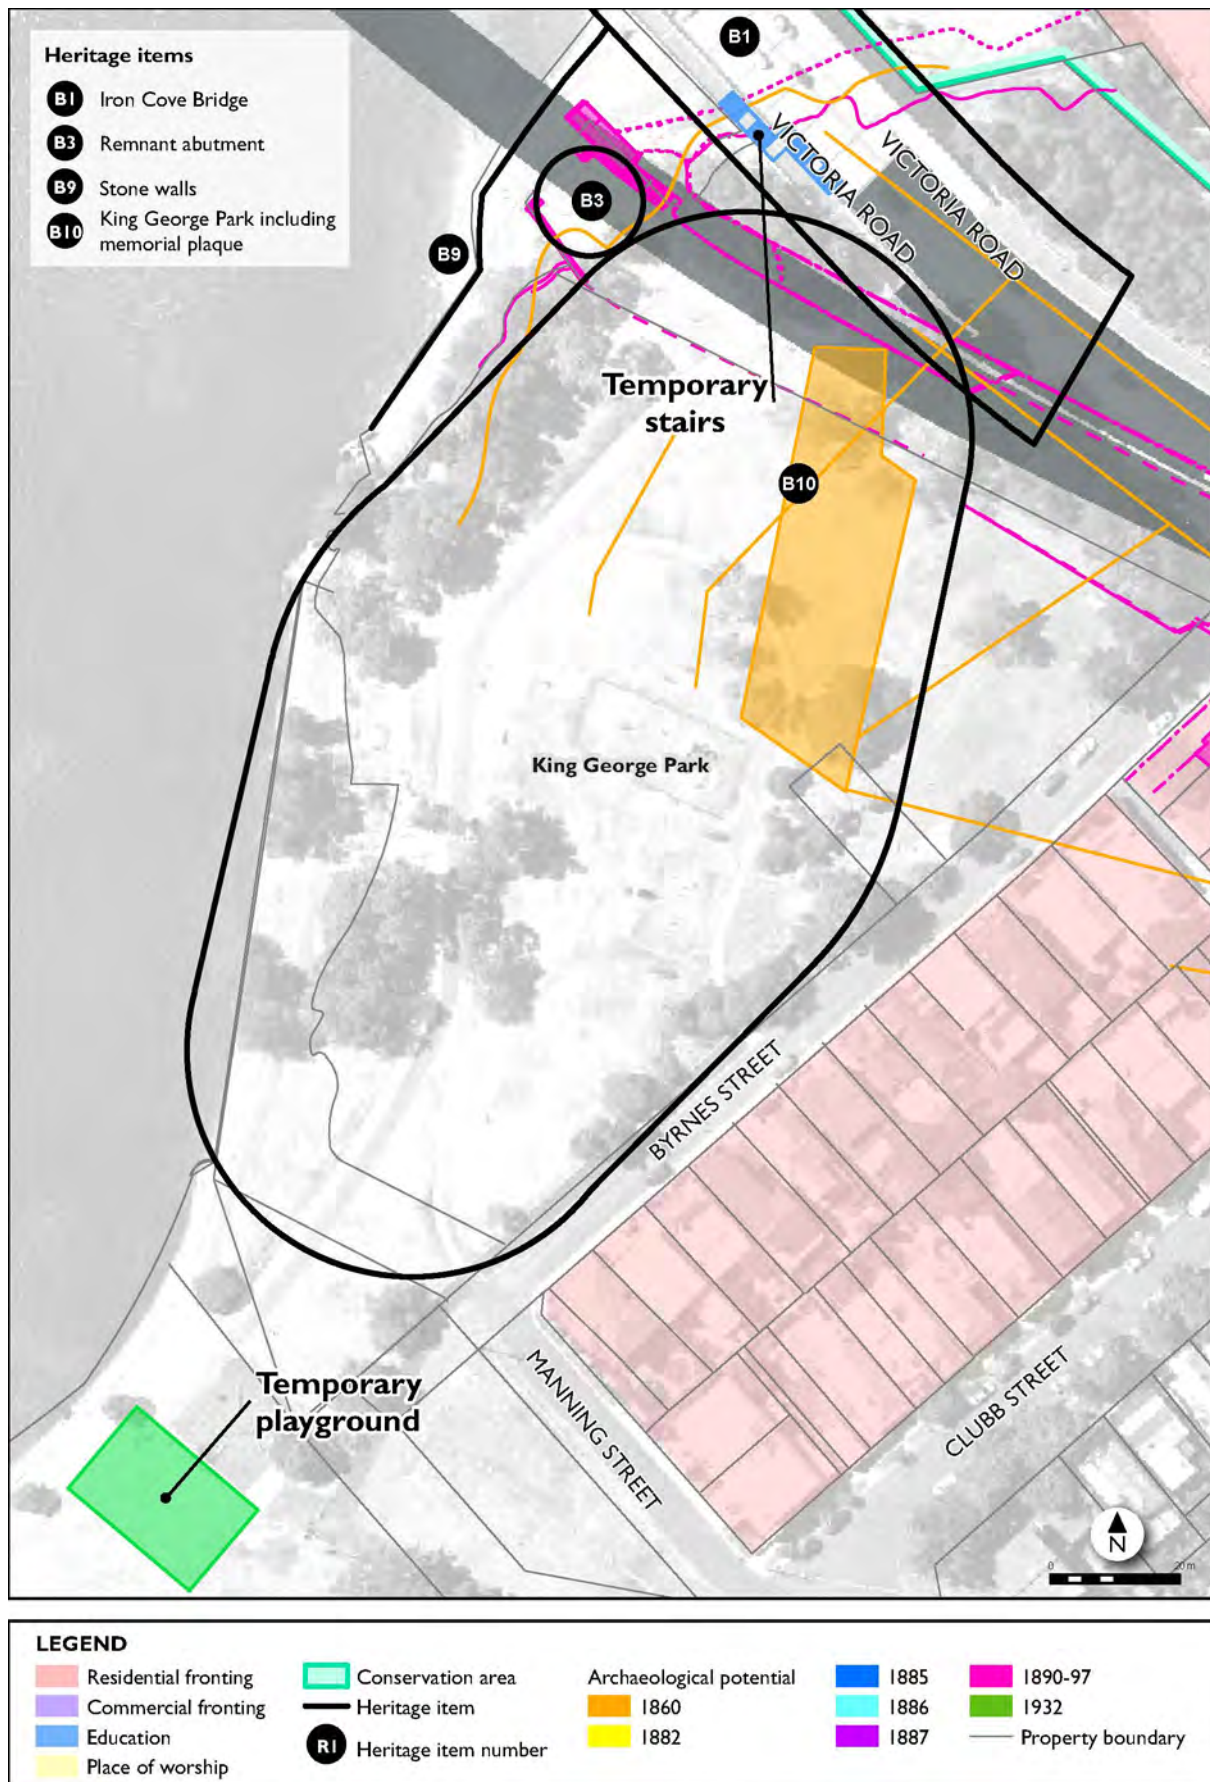 Heritage items
B1 Iron Cove Bridge
B3 Remnant abutment
B9 Stone walls
B10 King George Park including
memorial plaque
B1
VICTORIA ROAD
VICTORIA ROAD
B3
B9
Temporary
stairs
B10
King George Park
BYRNES STREET
Temporary
playground
MANNING STREET
CLUBB STREET
N
0 20 m
LEGEND
Residential fronting
Commercial fronting
Education
Place of worship
Conservation area
Heritage item
R1 Heritage item number
Archaeological potential
1860
1882
1885
1886
1887
1890-97
1932
Property boundary